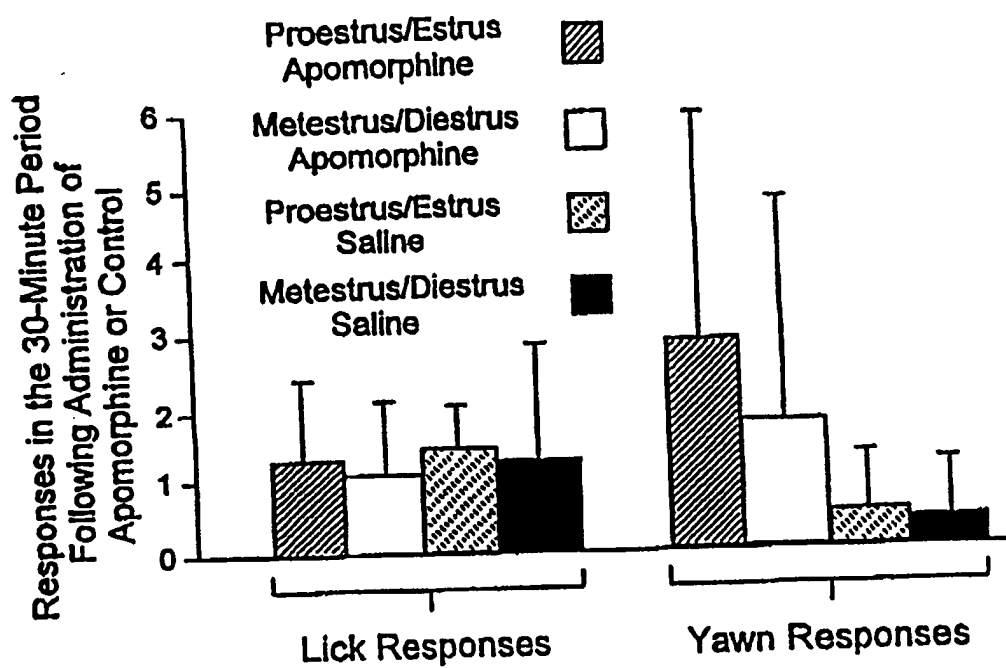 Proestrus/Estrus
Apomorphine
Metestrus/Diestrus
Apomorphine
Proestrus/Estrus
Saline
Metestrus/Diestrus
Saline
Responses in the 30-Minute Period
Following Administration of
Apomorphine or Control
6
5
4
3
2
1
0
Lick Responses
Yawn Responses